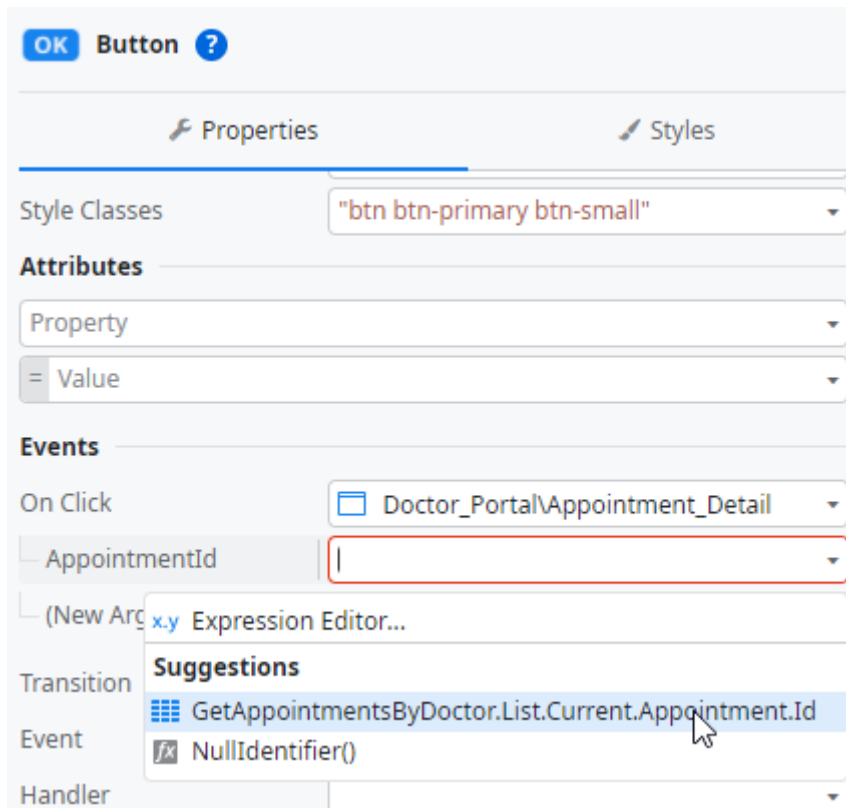 OK Button ?
Properties Styles
Style Classes "btn btn-primary btn-small"
Attributes
Property
= Value
Events
On Click Doctor_Portal\Appointment_Detail
AppointmentId
(New Arg
x.y Expression Editor...
Suggestions
Transition
GetAppointmentsByDoctor.List.Current.Appointment.Id
Event
fx NullIdentifier()
Handler